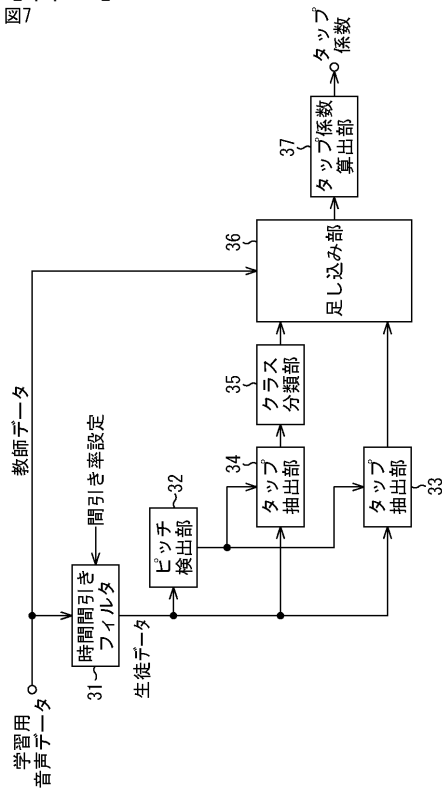 図7
学習用
音声データ
教師データ
時間間引き
フィルタ
31
間引き率設定
生徒データ
ピッチ
検出部
32
タップ
抽出部
34
タップ
抽出部
33
クラス
分類部
35
足し込み部
36
タップ係数
算出部
37
タップ
係数